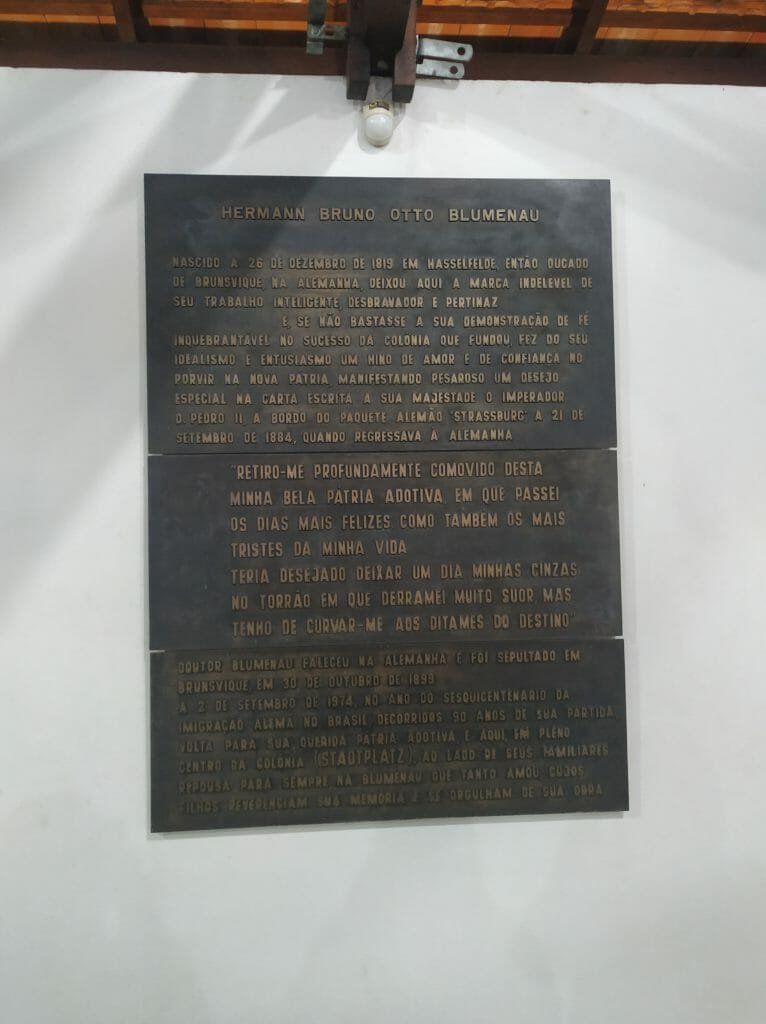 HERMANN BRUNO OTTO BLUMENAU
NASCIDO A 26 DE DEZEMBRO DE 1819 EM HASSELFELDE, ENTÃO DUCADO
DE BRUNSVIQUE, NA ALEMANHA, DEIXOU AQUI A MARCA INDELEVEL DE
SEU TRABALHO INTELIGENTE, DESBRAVADOR E PERTINAZ
E, SE NÃO BASTASSE A SUA DEMONSTRAÇÃO DE FÉ
INQUEBRANTAVEL NO SUCESSO DA COLONIA QUE FUNDOU, FEZ DO SEU
IDEALISMO E ENTUSIASMO UM HINO DE AMOR E DE CONFIANCA NO
PORVIR NA NOVA PATRIA, MANIFESTANDO PESAROSO UM DESEJO
ESPECIAL NA CARTA ESCRITA A SUA MAJESTADE O IMPERADOR
D. PEDRO II, A BORDO DO PAQUETE ALEMÃO "STRASSBURG", A 21 DE
SETEMBRO DE 1884, QUANDO REGRESSAVA À ALEMANHA
"RETIRO-ME PROFUNDAMENTE COMOVIDO DESTA
MINHA BELA PÁTRIA ADOTIVA, EM QUE PASSEI
OS DIAS MAIS FELIZES COMO TAMBEM OS MAIS
TRISTES DA MINHA VIDA
TERIA DESEJADO DEIXAR UM DIA MINHAS CINZAS
NO TORRÃO EM QUE DERRAMEI MUITO SUOR MAS
TENHO DE CURVAR-ME AOS DITAMES DO DESTINO"
DOUTOR BLUMENAU FALECEU NA ALEMANHA E FOI SEPULTADO EM
BRUNSVIQUE, EM 30 DE OUTUBRO DE 1899
A 2 DE SETEMBRO DE 1974, NO ANO DO SESQUICENTENARIO DA
IMIGRAÇÃO ALEMÃ NO BRASIL, DECORRIDOS 90 ANOS DE SUA PARTIDA,
VOLTA PARA SUA QUERIDA PATRIA ADOTIVA E AQUI, EM PLENO
CENTRO DA COLONIA (STADTPLATZ), AO LADO DE SEUS FAMILIARES
REPOUSA PARA SEMPRE NA BLUMENAU QUE TANTO AMOU, CUJOS
FILHOS REVERENCIAM SUA MEMORIA E SE ORGULHAM DE SUA OBRA